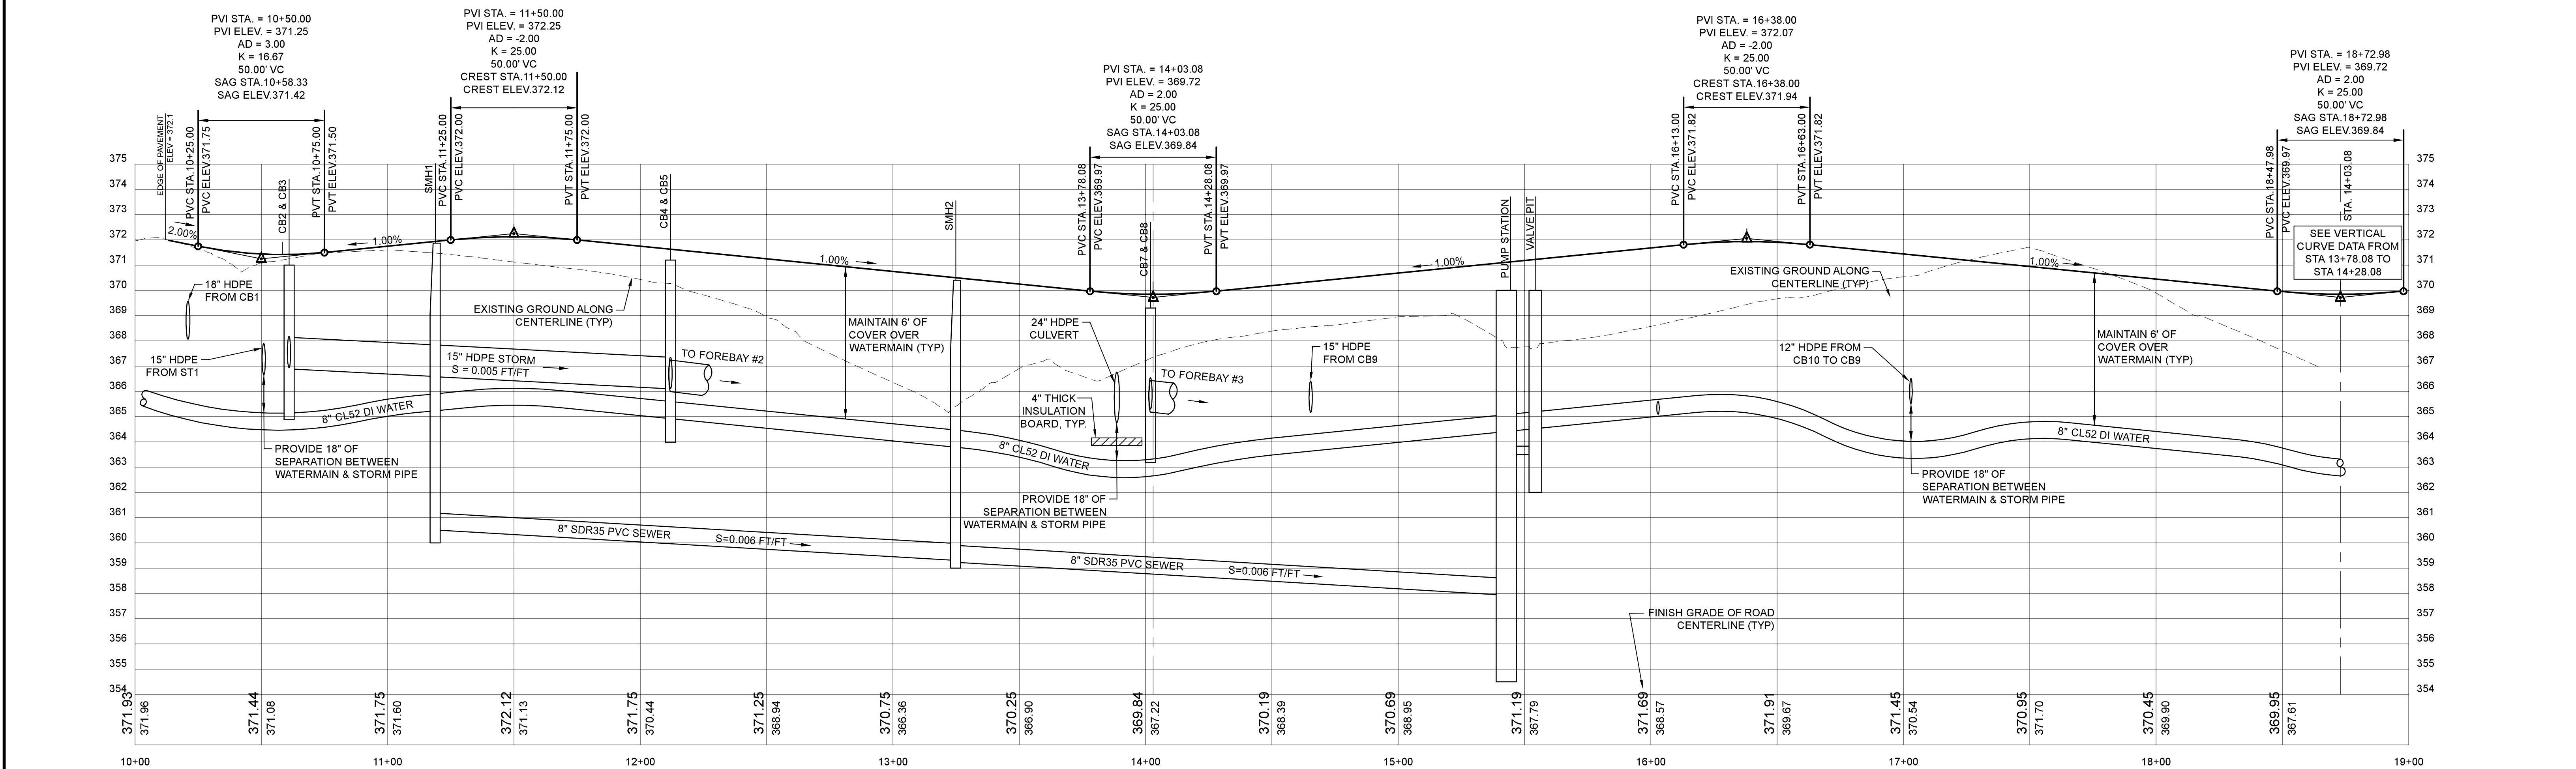 PVI STA. = 10+50.00
PVI ELEV. = 371.25
AD = 3.00
K = 16.67
50.00' VC
SAG STA.10+58.33
SAG ELEV.371.42
PVI STA. = 11+50.00
PVI ELEV. = 372.25
AD = -2.00
K = 25.00
50.00' VC
CREST STA.11+50.00
CREST ELEV.372.12
PVI STA. = 14+03.08
PVI ELEV. = 369.72
AD = 2.00
K = 25.00
50.00' VC
SAG STA.14+03.08
SAG ELEV.369.84
PVI STA. = 16+38.00
PVI ELEV. = 372.07
AD = -2.00
K = 25.00
50.00' VC
CREST STA.16+38.00
CREST ELEV.371.94
PVI STA. = 18+72.98
PVI ELEV. = 369.72
AD = 2.00
K = 25.00
50.00' VC
SAG STA.18+72.98
SAG ELEV.369.84
EDGE OF PAVEMENT
ELEV = 372.1
PVC STA.10+25.00
PVC ELEV.371.75
CB2 & CB3
PVT STA.10+75.00
PVT ELEV.371.50
SMH1
PVC STA.11+25.00
PVC ELEV.372.00
PVT STA.11+75.00
PVT ELEV.372.00
CB4 & CB5
SMH2
PVC STA.13+78.08
PVC ELEV.369.97
CB7 & CB8
PVT STA.14+28.08
PVT ELEV.369.97
PUMP STATION
VALVE PIT
PVC STA.16+13.00
PVC ELEV.371.82
PVT STA.16+63.00
PVT ELEV.371.82
PVC STA.18+47.98
PVC ELEV.369.97
STA. 14+03.08
SEE VERTICAL
CURVE DATA FROM
STA 13+78.08 TO
STA 14+28.08
375
374
373
372
371
370
369
368
367
366
365
364
363
362
361
360
359
358
357
356
355
354
375
374
373
372
371
370
369
368
367
366
365
364
363
362
361
360
359
358
357
356
355
354
2.00%
1.00%
1.00%
1.00%
1.00%
18" HDPE
FROM CB1
15" HDPE
FROM ST1
15" HDPE STORM
S = 0.005 FT/FT
8" CL52 DI WATER
PROVIDE 18" OF
SEPARATION BETWEEN
WATERMAIN & STORM PIPE
EXISTING GROUND ALONG
CENTERLINE (TYP)
TO FOREBAY #2
MAINTAIN 6' OF
COVER OVER
WATERMAIN (TYP)
24" HDPE
CULVERT
4" THICK
INSULATION
BOARD, TYP.
TO FOREBAY #3
8" CL52 DI WATER
PROVIDE 18" OF
SEPARATION BETWEEN
WATERMAIN & STORM PIPE
15" HDPE
FROM CB9
EXISTING GROUND ALONG
CENTERLINE (TYP)
12" HDPE FROM
CB10 TO CB9
MAINTAIN 6' OF
COVER OVER
WATERMAIN (TYP)
8" CL52 DI WATER
PROVIDE 18" OF
SEPARATION BETWEEN
WATERMAIN & STORM PIPE
8" SDR35 PVC SEWER
S=0.006 FT/FT
8" SDR35 PVC SEWER
S=0.006 FT/FT
FINISH GRADE OF ROAD
CENTERLINE (TYP)
371.93
371.96
371.44
371.08
371.75
371.60
372.12
371.13
371.75
370.44
371.25
368.94
370.75
366.36
370.25
366.90
369.84
367.22
370.19
368.39
370.69
368.95
371.19
367.79
371.69
368.57
371.91
369.67
371.45
370.54
370.95
371.70
370.45
369.90
369.95
367.61
10+00
11+00
12+00
13+00
14+00
15+00
16+00
17+00
18+00
19+00